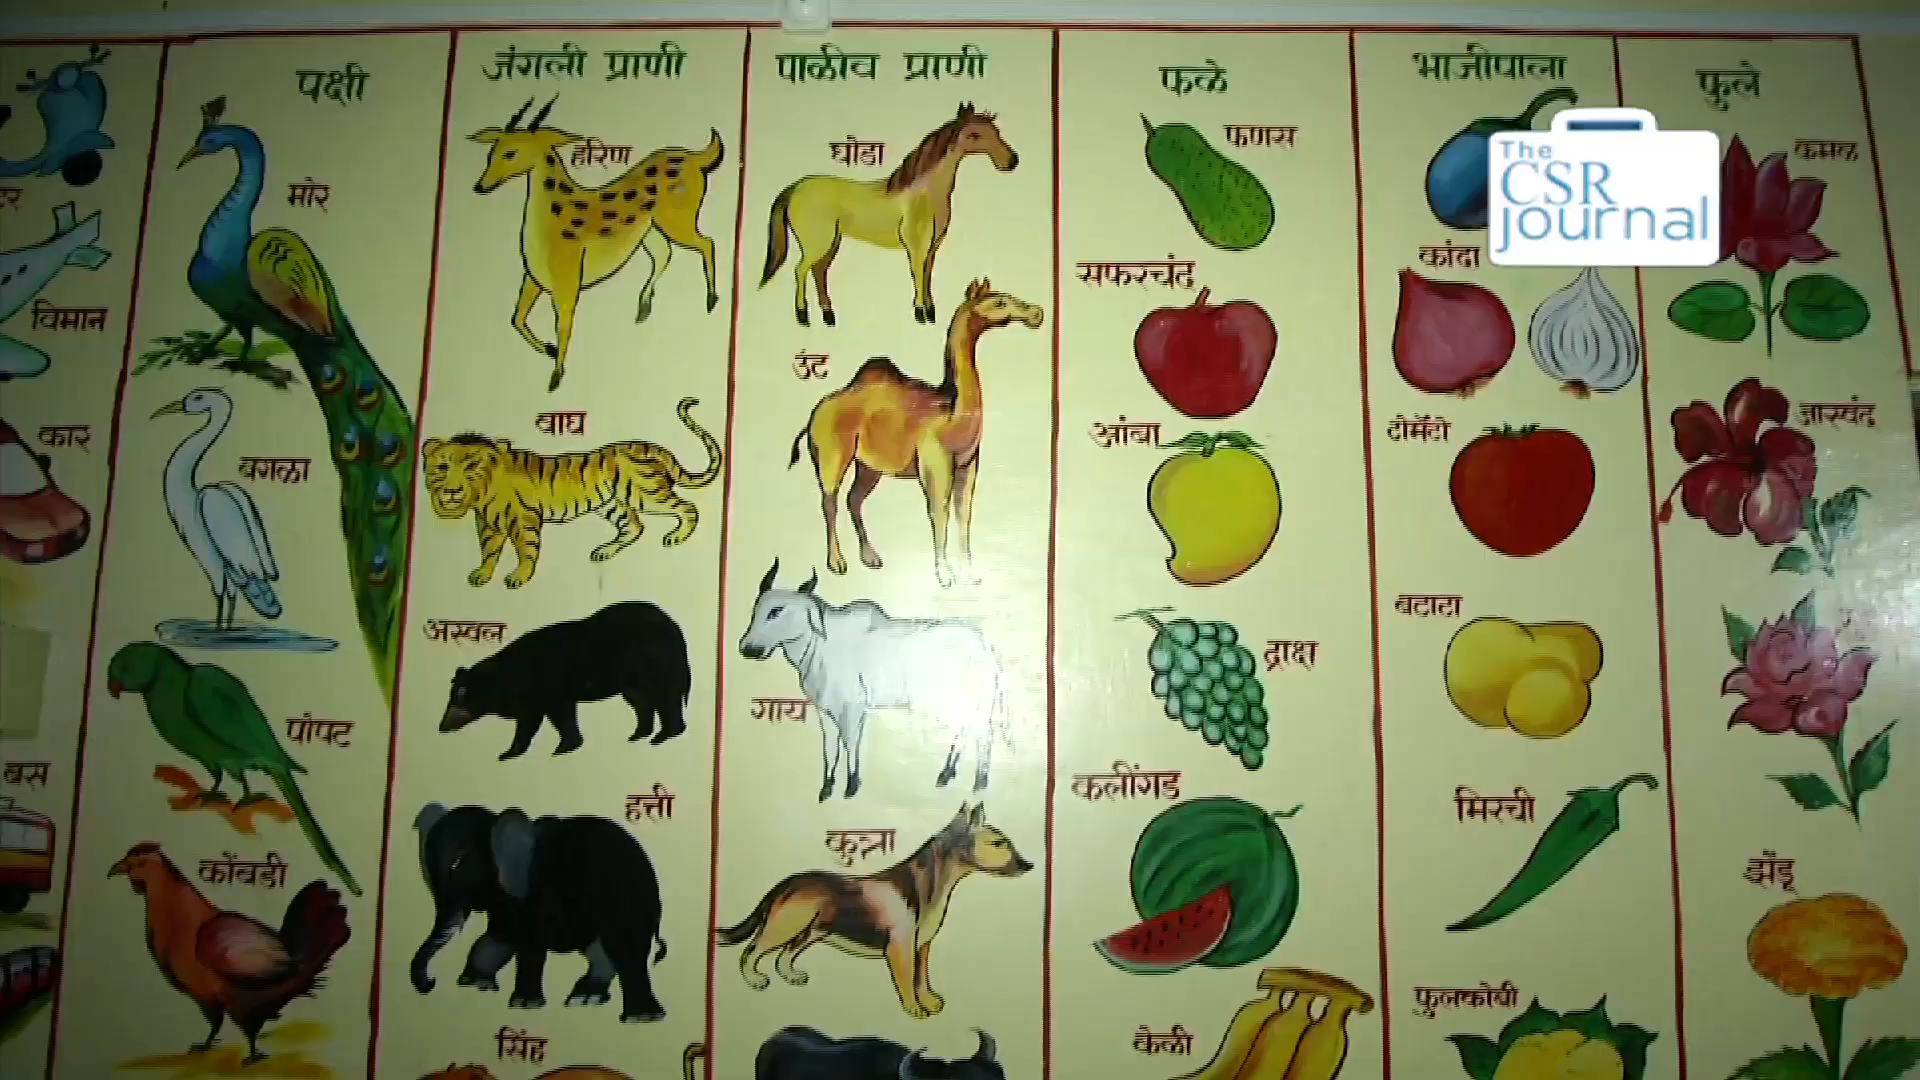 पक्षी
जंगली प्राणी
पाळीव प्राणी
फळे
भाजीपाला
फुले
विमान
कार
बस
मोर
बगळा
पोपट
कोंबडी
हरिण
वाघ
अस्वल
हत्ती
सिंह
घोडा
उंट
गाय
कुत्रा
फणस
सफरचंद
आंबा
द्राक्ष
कलींगड
केळी
कांदा
टोमॅटो
बटाटा
मिरची
फुलकोबी
कमळ
जास्वंद
झेंडू
The
CSR
journal